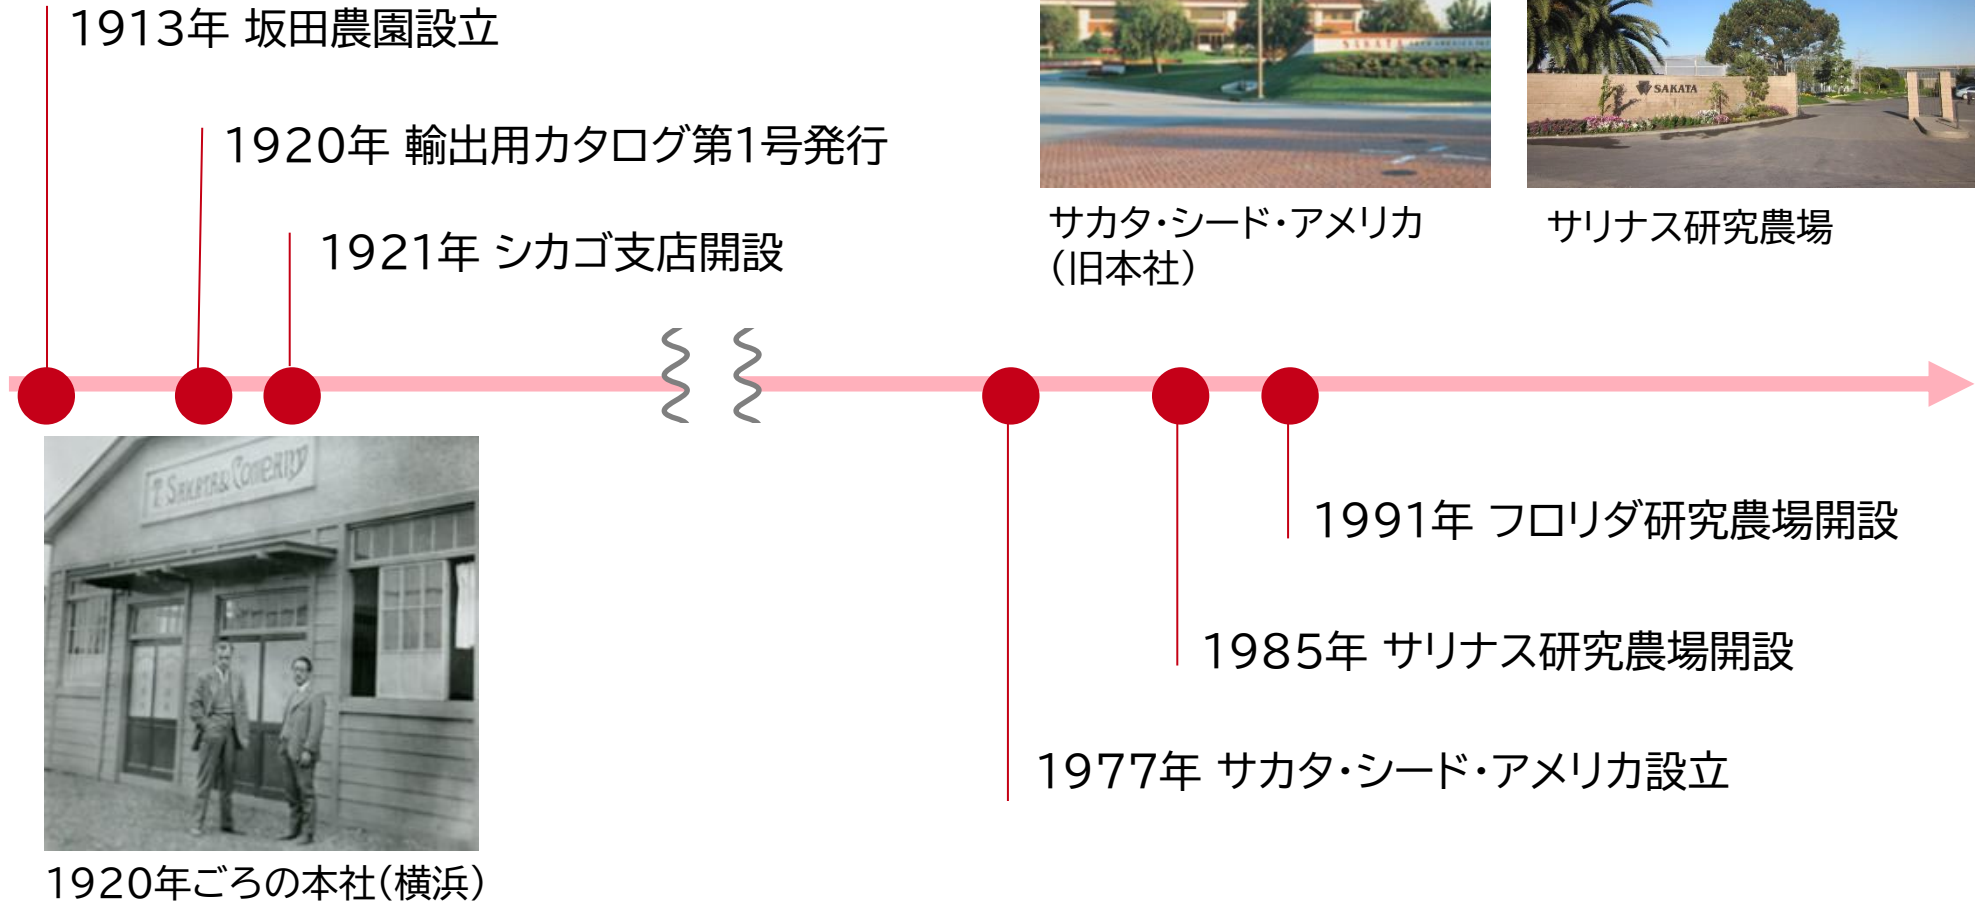 1913年 坂田農園設立
1920年 輸出用カタログ第1号発行
1921年 シカゴ支店開設
SAKATA
SAKATA
サカタ・シード・アメリカ
（旧本社）
サリナス研究農場
T. SAKATA & COMPANY
1991年 フロリダ研究農場開設
1985年 サリナス研究農場開設
1977年 サカタ・シード・アメリカ設立
1920年ごろの本社（横浜）